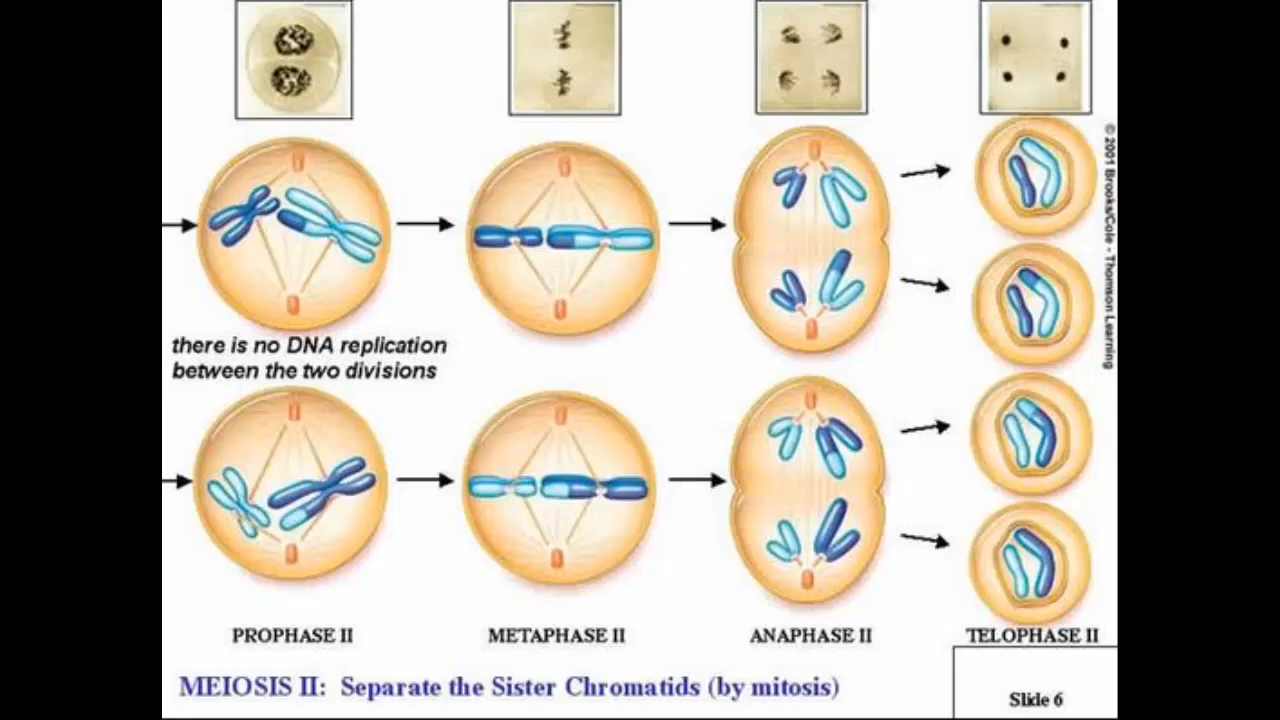 © 2001 Brooks/Cole - Thomson Learning
there is no DNA replication
between the two divisions
PROPHASE II
METAPHASE II
ANAPHASE II
TELOPHASE II
MEIOSIS II: Separate the Sister Chromatids (by mitosis)
Slide 6